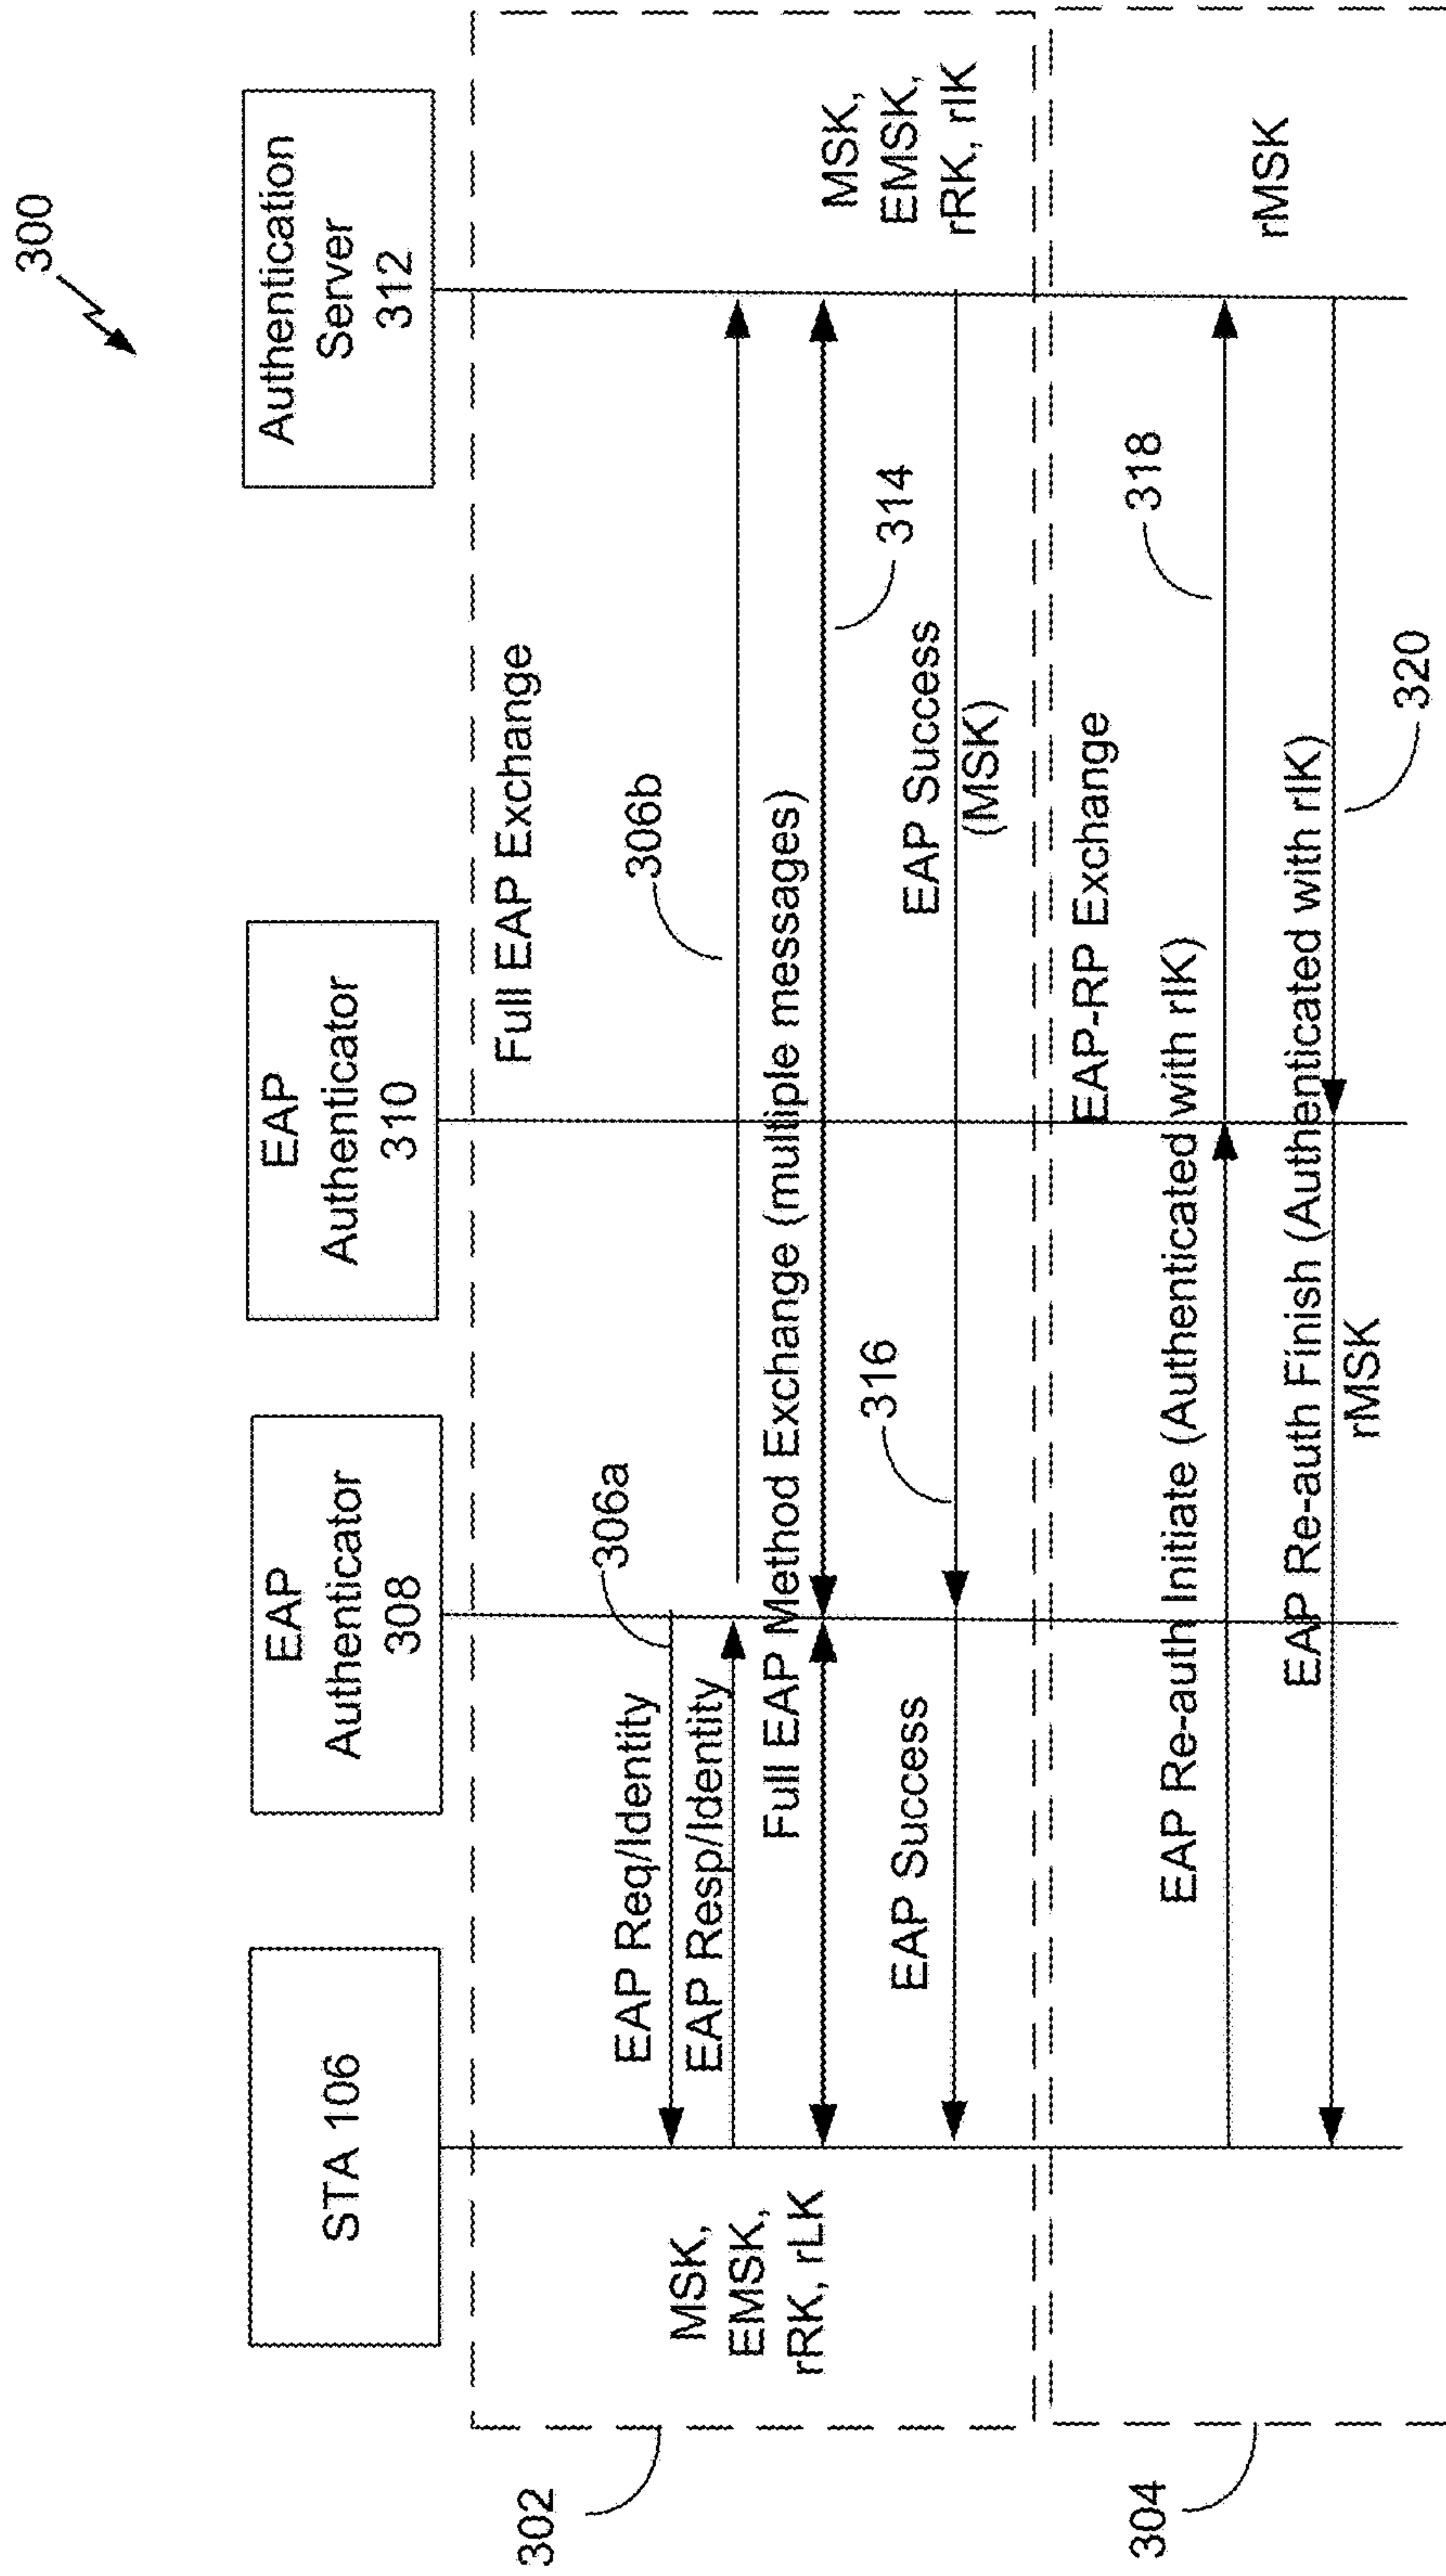 300
STA 106
EAP
Authenticator
308
EAP
Authenticator
310
Authentication
Server
312
302
Full EAP Exchange
306a
EAP Req/Identity
EAP Resp/Identity
306b
Full EAP Method Exchange (multiple messages)
314
MSK,
EMSK,
rRK, rLK
MSK,
EMSK,
rRK, rIK
EAP Success
316
EAP Success
(MSK)
304
EAP-RP Exchange
EAP Re-auth Initiate (Authenticated with rIK)
318
rMSK
EAP Re-auth Finish (Authenticated with rIK)
rMSK
320